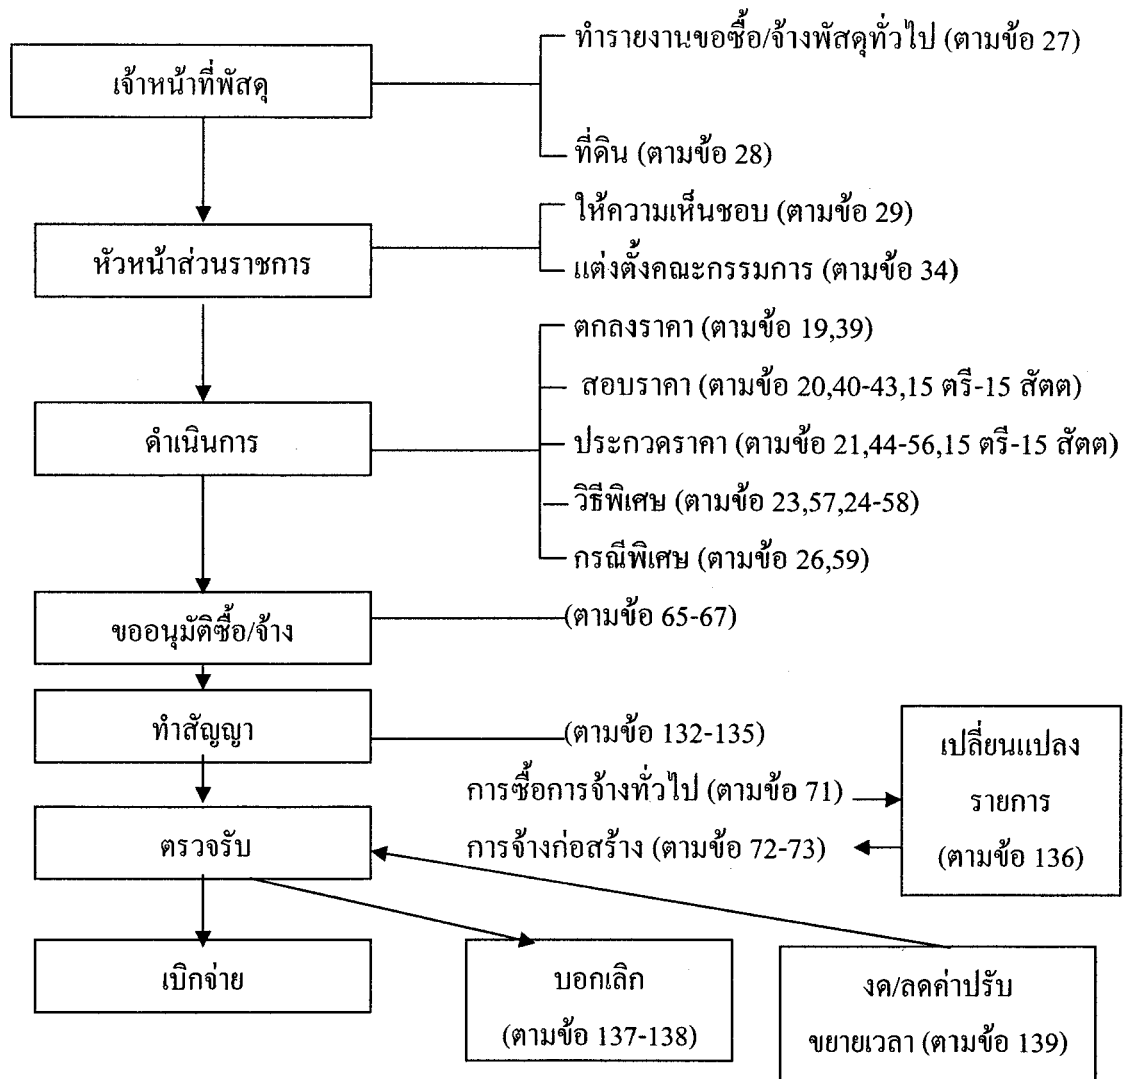 ทำรายงานขอซื้อ/จ้างพัสดุทั่วไป (ตามข้อ 27)
เจ้าหน้าที่พัสดุ
ที่ดิน (ตามข้อ 28)
ให้ความเห็นชอบ (ตามข้อ 29)
หัวหน้าส่วนราชการ
แต่งตั้งคณะกรรมการ (ตามข้อ 34)
ตกลงราคา (ตามข้อ 19,39)
สอบราคา (ตามข้อ 20,40-43,15 ตรี-15 สัตต)
ดำเนินการ
ประกวดราคา (ตามข้อ 21,44-56,15 ตรี-15 สัตต)
วิธีพิเศษ (ตามข้อ 23,57,24-58)
กรณีพิเศษ (ตามข้อ 26,59)
ขออนุมัติซื้อ/จ้าง
(ตามข้อ 65-67)
ทำสัญญา
(ตามข้อ 132-135)
การซื้อการจ้างทั่วไป (ตามข้อ 71)
เปลี่ยนแปลง
รายการ
(ตามข้อ 136)
ตรวจรับ
การจ้างก่อสร้าง (ตามข้อ 72-73)
เบิกจ่าย
บอกเลิก
(ตามข้อ 137-138)
งด/ลดค่าปรับ
ขยายเวลา (ตามข้อ 139)